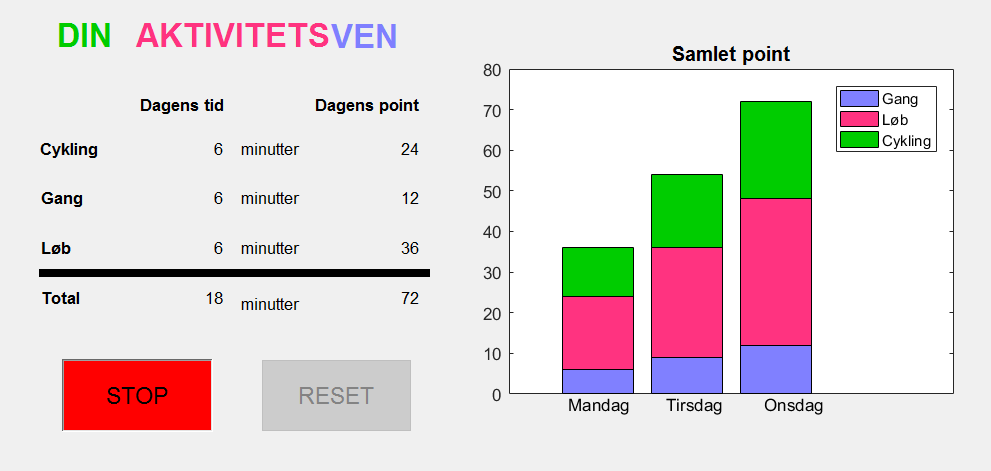 DIN AKTIVITETSVEN
Dagens tid Dagens point
Cykling 6 minutter 24
Gang 6 minutter 12
Løb 6 minutter 36
Total 18 minutter 72
STOP RESET
Samlet point
80
70
60
50
40
30
20
10
0
Mandag Tirsdag Onsdag
Gang
Løb
Cykling